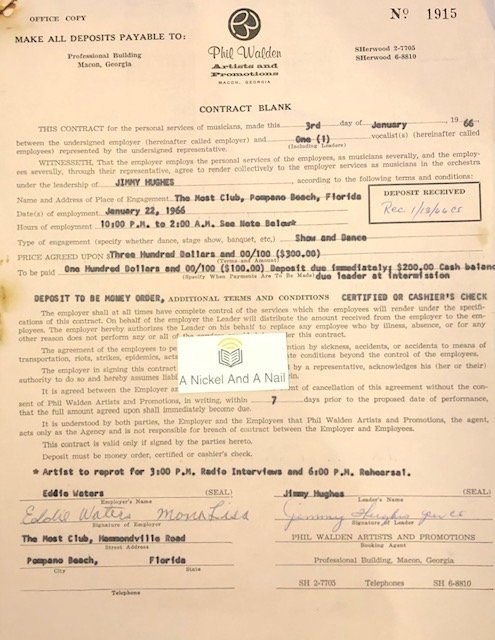 OFFICE COPY
Nº 1915
MAKE ALL DEPOSITS PAYABLE TO:
Professional Building
Macon, Georgia
Phil Walden
Artists and
Promotions
MACON, GEORGIA
SHerwood 2-7705
SHerwood 6-8810
CONTRACT BLANK
THIS CONTRACT for the personal services of musicians, made this 3rd day of January, 1966
between the undersigned employer (hereinafter called employer) and One (1) vocalist(s) (hereinafter called
(Including Leaders)
employees) represented by the undersigned representative.
WITNESSETH, That the employer employs the personal services of the employees, as musicians severally, and the employ-
ees severally, through their representative, agree to render collectively to the employer services as musicians in the orchestra
under the leadership of JIMMY HUGHES, according to the following terms and conditions:
Name and Address of Place of Engagement The Most Club, Pompano Beach, Florida
DEPOSIT RECEIVED
Rec. 1/13/66 CS
Date(s) of employment January 22, 1966
Hours of employment 10:00 P.M. to 2:00 A.M. See Note Below*
Type of engagement (specify whether dance, stage show, banquet, etc.) Show and Dance
PRICE AGREED UPON $ Three Hundred Dollars and 00/100 ($300.00)
(Terms and Amount)
To be paid One Hundred Dollars and 00/100 ($100.00) Deposit due immediately; $200.00 Cash balanc
(Specify When Payments Are To Be Made) due leader at intermission
DEPOSIT TO BE MONEY ORDER, ADDITIONAL TERMS AND CONDITIONS CERTIFIED OR CASHIER'S CHECK
The employer shall at all times have complete control of the services which the employees will render under the specifi-
cations of this contract. On behalf of the employer the Leader will distribute the amount received from the employer to the em-
ployees. The employer hereby authorizes the Leader on his behalf to replace any employee who by illness, absence, or for any
other reason does not perform any or all of the services under this contract.
The agreement of the employees to pe ntion by sickness, accidents, or accidents to means of
transportation, riots, strikes, epidemics, acts conditions beyond the control of the employees.
The employer in signing this contract by a representative, acknowledges his (her or their)
authority to do so and hereby assumes liabi
A Nickel And A Nail
It is agreed between the Employer a nt of cancellation of this agreement without the con-
sent of Phil Walden Artists and Promotions, in writing, within 7 days prior to the proposed date of performance,
that the full amount agreed upon shall immediately become due.
It is understood by both parties, the Employer and the Employees that Phil Walden Artists and Promotions, the agent,
acts only as the Agency and is not responsible for breach of contract between the Employer and Employees.
This contract is valid only if signed by the parties hereto.
Deposit must be money order, certified or cashier's check.
* Artist to reprot for 3:00 P.M. Radio Interviews and 6:00 P.M. Rehearsal.
Eddie Waters (SEAL)
Employer's Name
Eddie Waters Mona Lisa
Signature of Employer
The Most Club, Hammondville Road
Street Address
Pompano Beach, Florida
City State
Telephone
Jimmy Hughes (SEAL)
Leader's Name
Jimmy Hughes
Signature of Leader
PHIL WALDEN ARTISTS AND PROMOTIONS
Booking Agent
Professional Building, Macon, Georgia
SH 2-7705 Telephones SH 6-8810